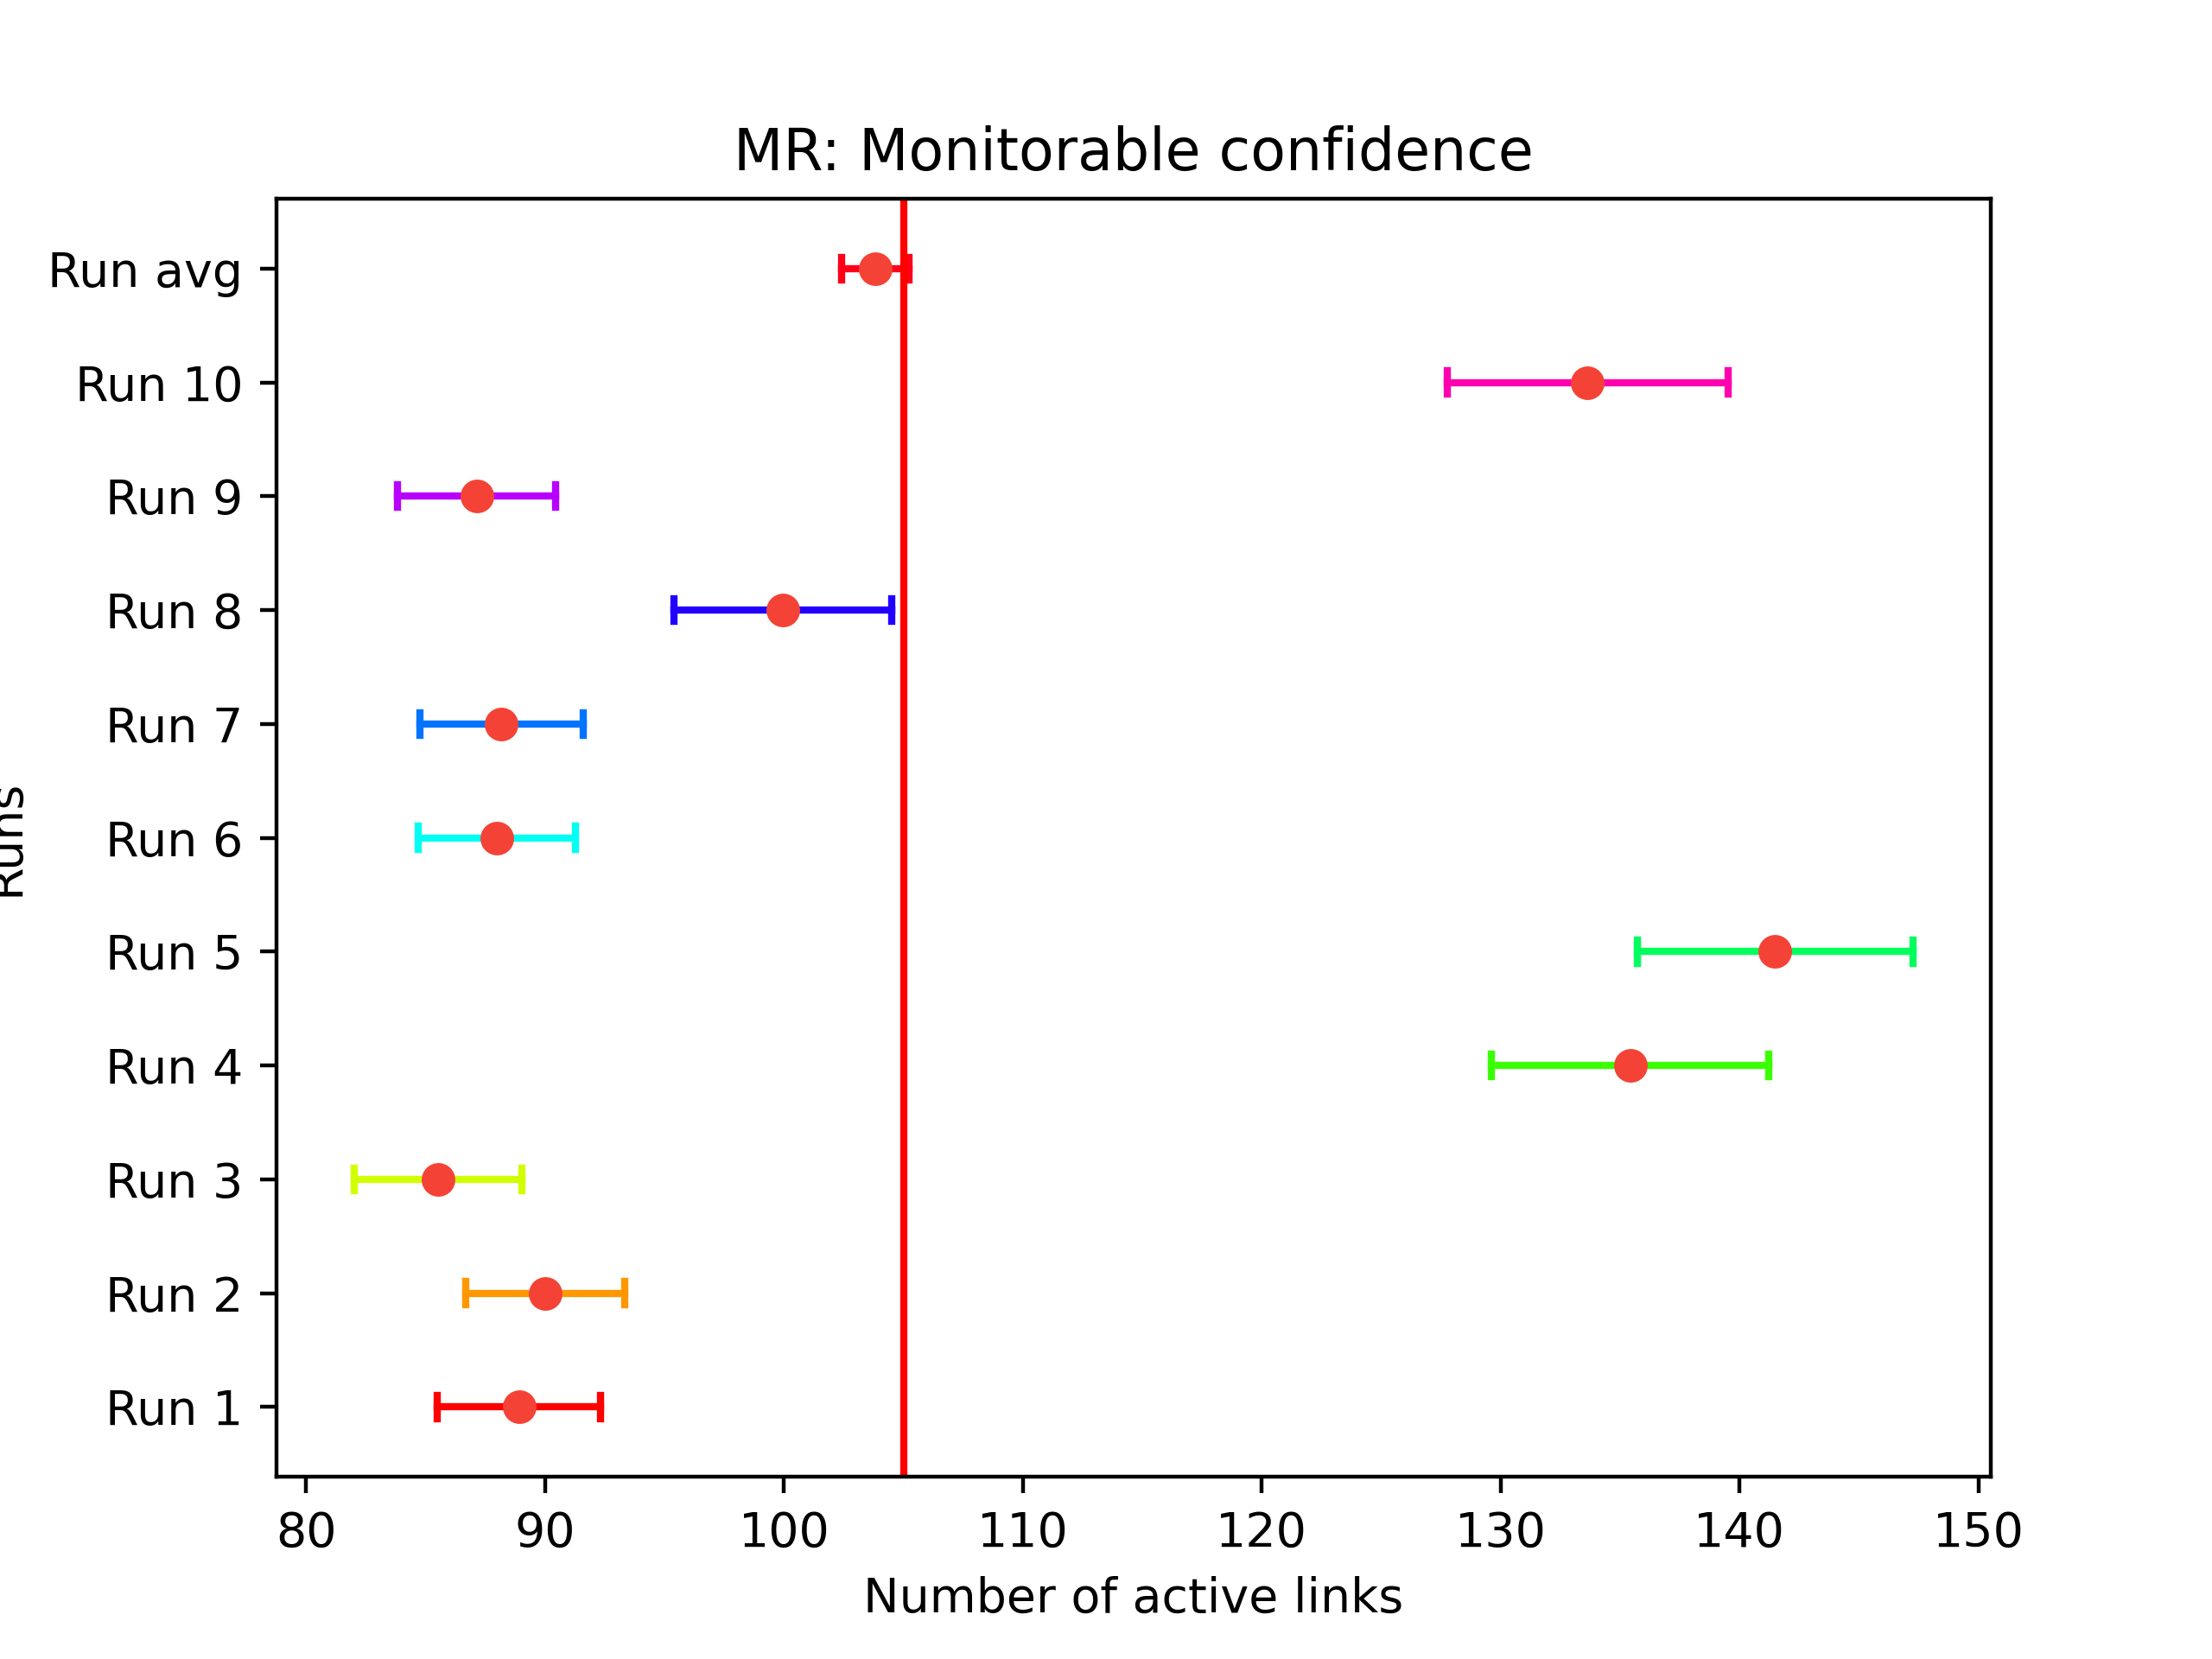 MR: Monitorable confidence
Run avg
Run 10
Run 9
Run 8
Run 7
Run 6
Run 5
Run 4
Run 3
Run 2
Run 1
Runs
80 90 100 110 120 130 140 150
Number of active links